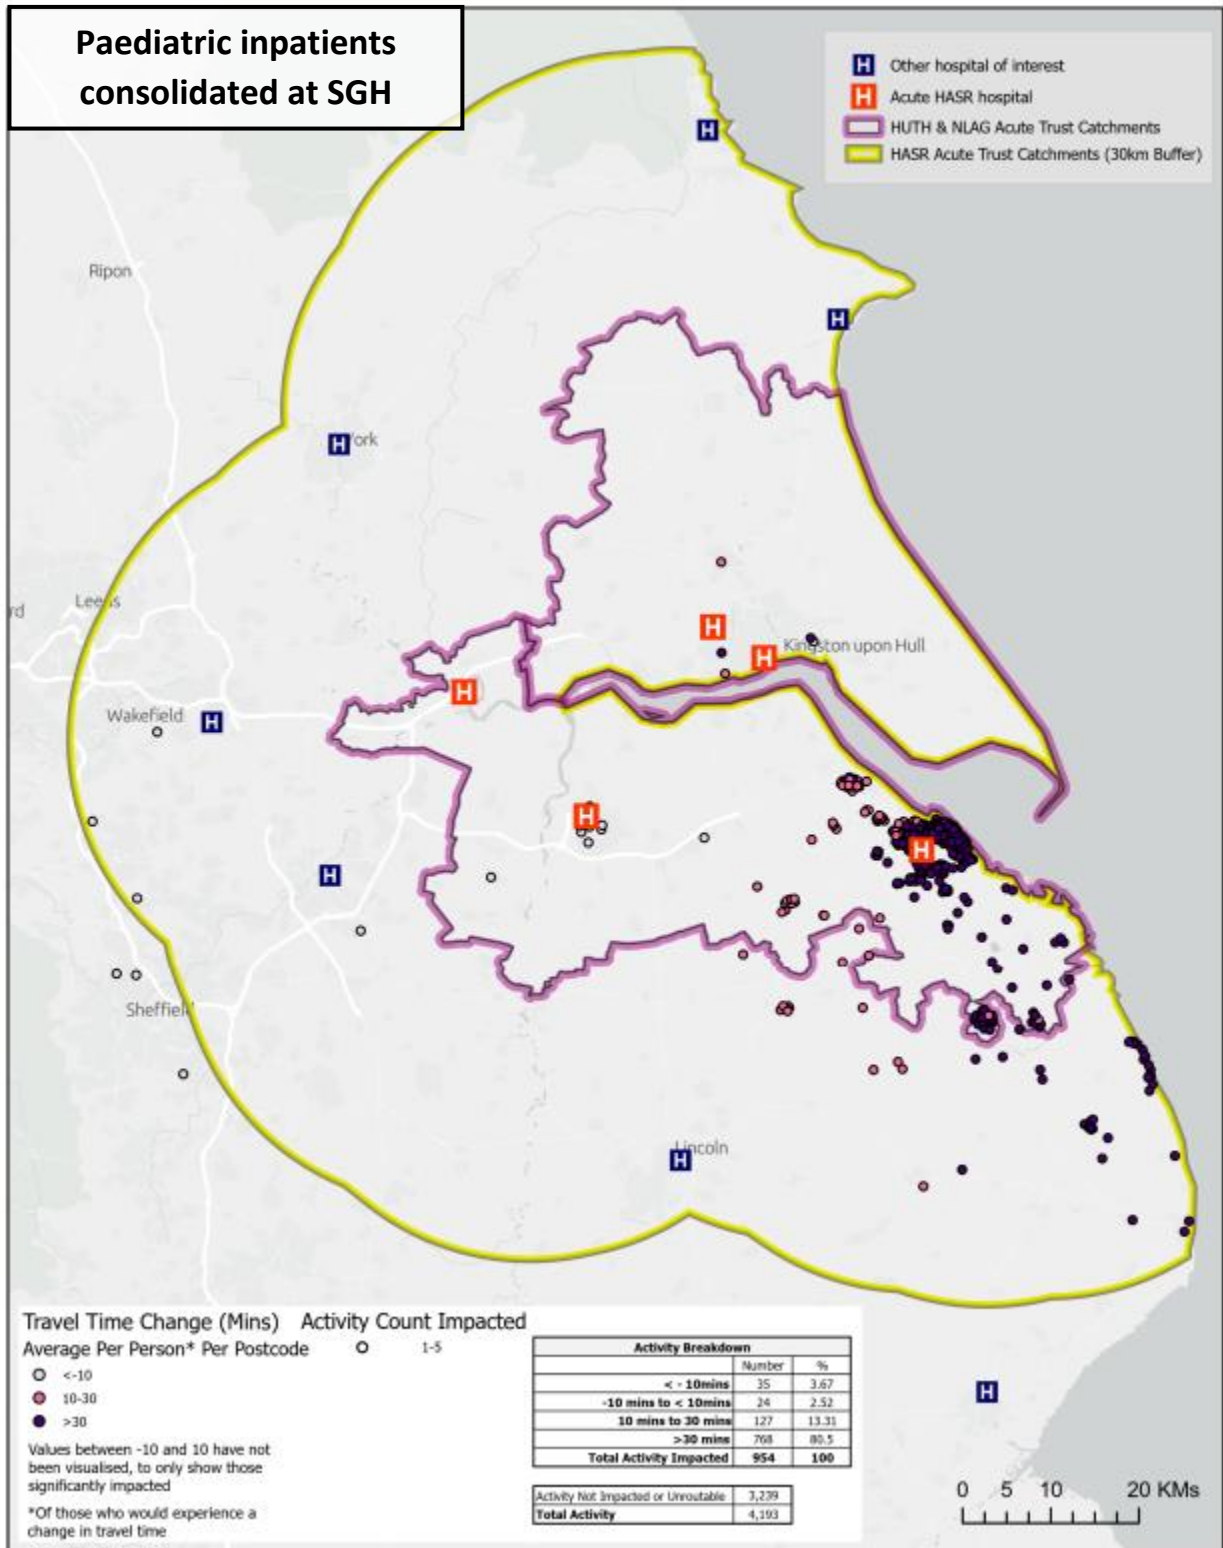 Paediatric inpatients
consolidated at SGH
H Other hospital of interest
H Acute HASR hospital
HUTH & NLAG Acute Trust Catchments
HASR Acute Trust Catchments (30km Buffer)
H
Ripon
H
H ork
Leeds
rd
H
Kingston upon Hull
H
H
Wakefield
H
H
H
H
Sheffield
Lincoln
H
Travel Time Change (Mins) Activity Count Impacted
Average Per Person* Per Postcode 1-5
<-10
10-30
>30
Values between -10 and 10 have not
been visualised, to only show those
significantly impacted
*Of those who would experience a
change in travel time
Activity Breakdown
Number %
< - 10mins 35 3.67
-10 mins to < 10mins 24 2.52
10 mins to 30 mins 127 13.31
>30 mins 768 80.5
Total Activity Impacted 954 100
Activity Not Impacted or Unroutable 3,239
Total Activity 4,193
H
0 5 10 20 KMs